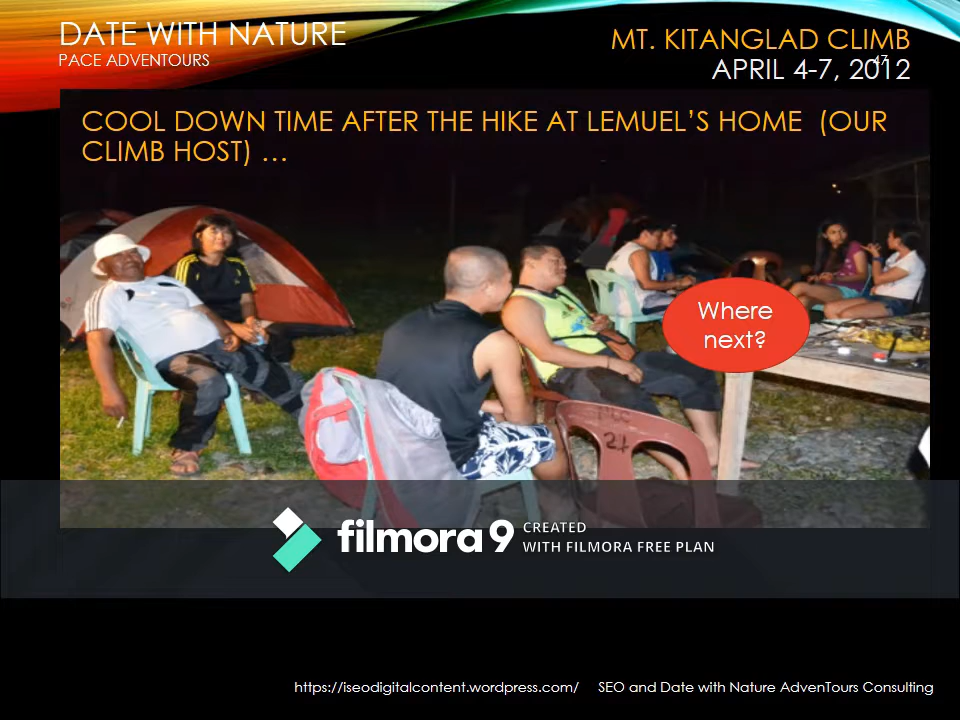 DATE WITH NATURE
PACE ADVENTOURS
MT. KITANGLAD CLIMB
47
APRIL 4-7, 2012
COOL DOWN TIME AFTER THE HIKE AT LEMUEL’S HOME (OUR
CLIMB HOST) …
Where
next?
21
filmora 9
CREATED
WITH FILMORA FREE PLAN
https://iseodigitalcontent.wordpress.com/ SEO and Date with Nature AdvenTours Consulting